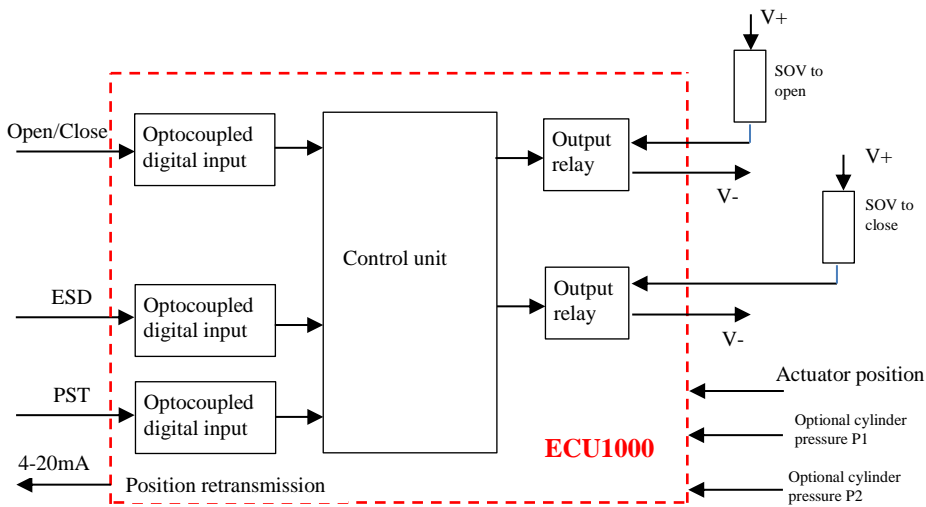 V+
SOV to
open
Open/Close
Optocoupled
digital input
Output
relay
V-
V+
SOV to
close
Control unit
ESD
Optocoupled
digital input
Output
relay
V-
PST
Optocoupled
digital input
Actuator position
Optional cylinder
pressure P1
ECU1000
4-20mA
Position retransmission
Optional cylinder
pressure P2